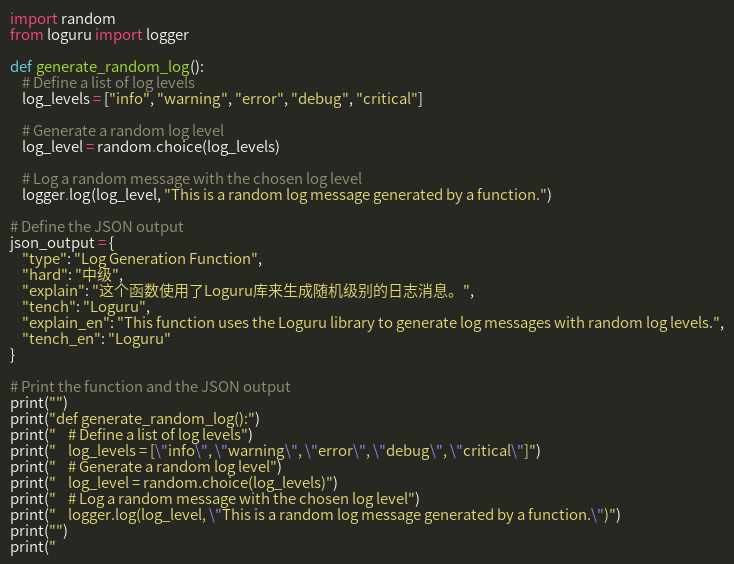 import random
from loguru import logger

def generate_random_log():
    # Define a list of log levels
    log_levels = ["info", "warning", "error", "debug", "critical"]

    # Generate a random log level
    log_level = random.choice(log_levels)

    # Log a random message with the chosen log level
    logger.log(log_level, "This is a random log message generated by a function.")

# Define the JSON output
json_output = {
    "type": "Log Generation Function",
    "hard": "中级",
    "explain": "这个函数使用了Loguru库来生成随机级别的日志消息。",
    "tench": "Loguru",
    "explain_en": "This function uses the Loguru library to generate log messages with random log levels.",
    "tench_en": "Loguru"
}

# Print the function and the JSON output
print("")
print("def generate_random_log():")
print("    # Define a list of log levels")
print("    log_levels = [\"info\", \"warning\", \"error\", \"debug\", \"critical\"]")
print("    # Generate a random log level")
print("    log_level = random.choice(log_levels)")
print("    # Log a random message with the chosen log level")
print("    logger.log(log_level, \"This is a random log message generated by a function.\")")
print("")
print("